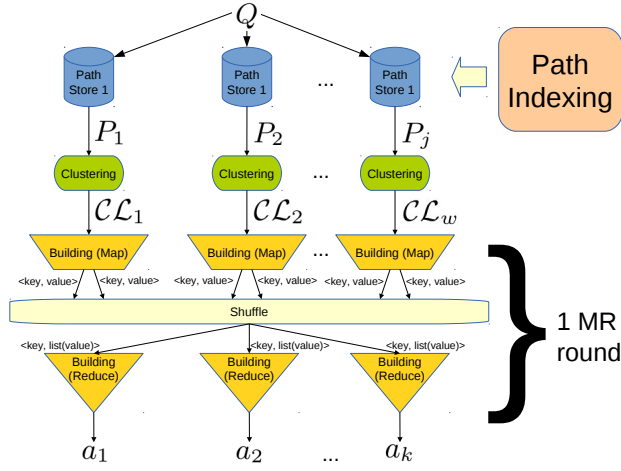 Q
Path
Store 1
Path
Store 1
...
Path
Store 1
Path
Indexing
P₁
P₂
Pⱼ
Clustering
Clustering
...
Clustering
𝒞ℒ₁
𝒞ℒ₂
𝒞ℒ_w
Building (Map)
Building (Map)
...
Building (Map)
<key, value>
<key, value>
<key, value>
<key, value>
<key, value>
<key, value>
Shuffle
1 MR
round
<key, list(value)>
<key, list(value)>
<key, list(value)>
Building
(Reduce)
Building
(Reduce)
Building
(Reduce)
a₁
a₂
...
aₖ